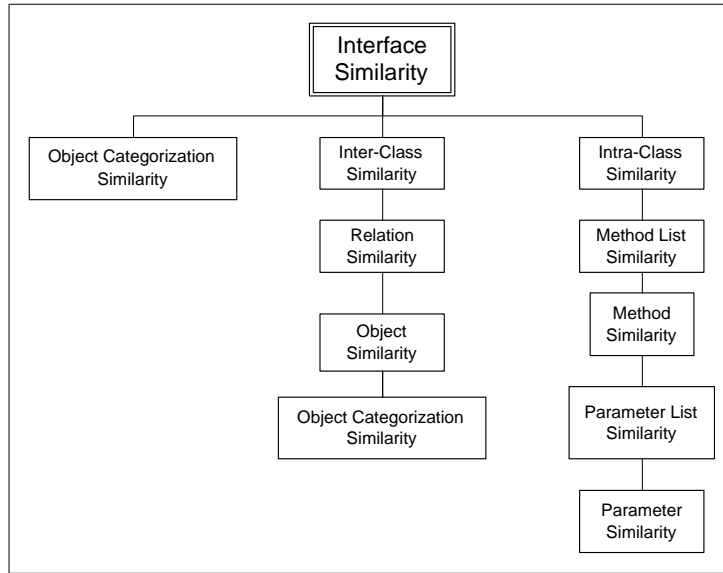 Interface
Similarity
Object Categorization
Similarity
Inter-Class
Similarity
Intra-Class
Similarity
Relation
Similarity
Method List
Similarity
Method
Similarity
Object
Similarity
Parameter List
Similarity
Object Categorization
Similarity
Parameter
Similarity